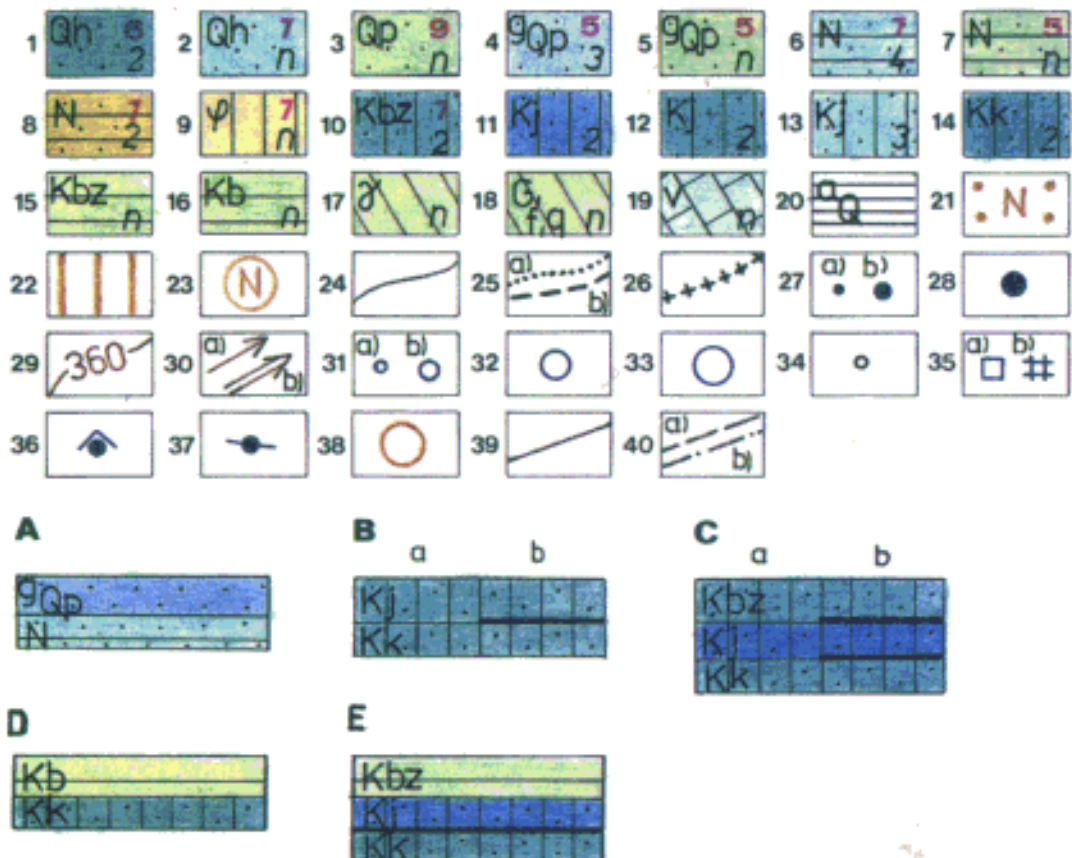 1 Qh 6 2 2 Qh 7 n 3 Qp 9 n 4 gQp 5 3 5 gQp 5 n 6 N 7 4 7 N 5 n
8 N 7 2 9 φ 7 n 10 Kbz 7 2 11 Kj 2 12 Kj 2 13 Kj 3 14 Kk 2
15 Kbz n 16 Kb n 17 γ n 18 f,q n 19 ν n 20 aQ 21 N
22 23 N 24 25 a) b) 26 27 a) b) 28
29 360 30 a) b) 31 a) b) 32 33 34 35 a) b)
36 37 38 39 40 a) b)
A B C
a b a b
gQp Kj Kbz
N Kk Kj
Kk
D E
Kb Kbz
Kk Kj
Kk